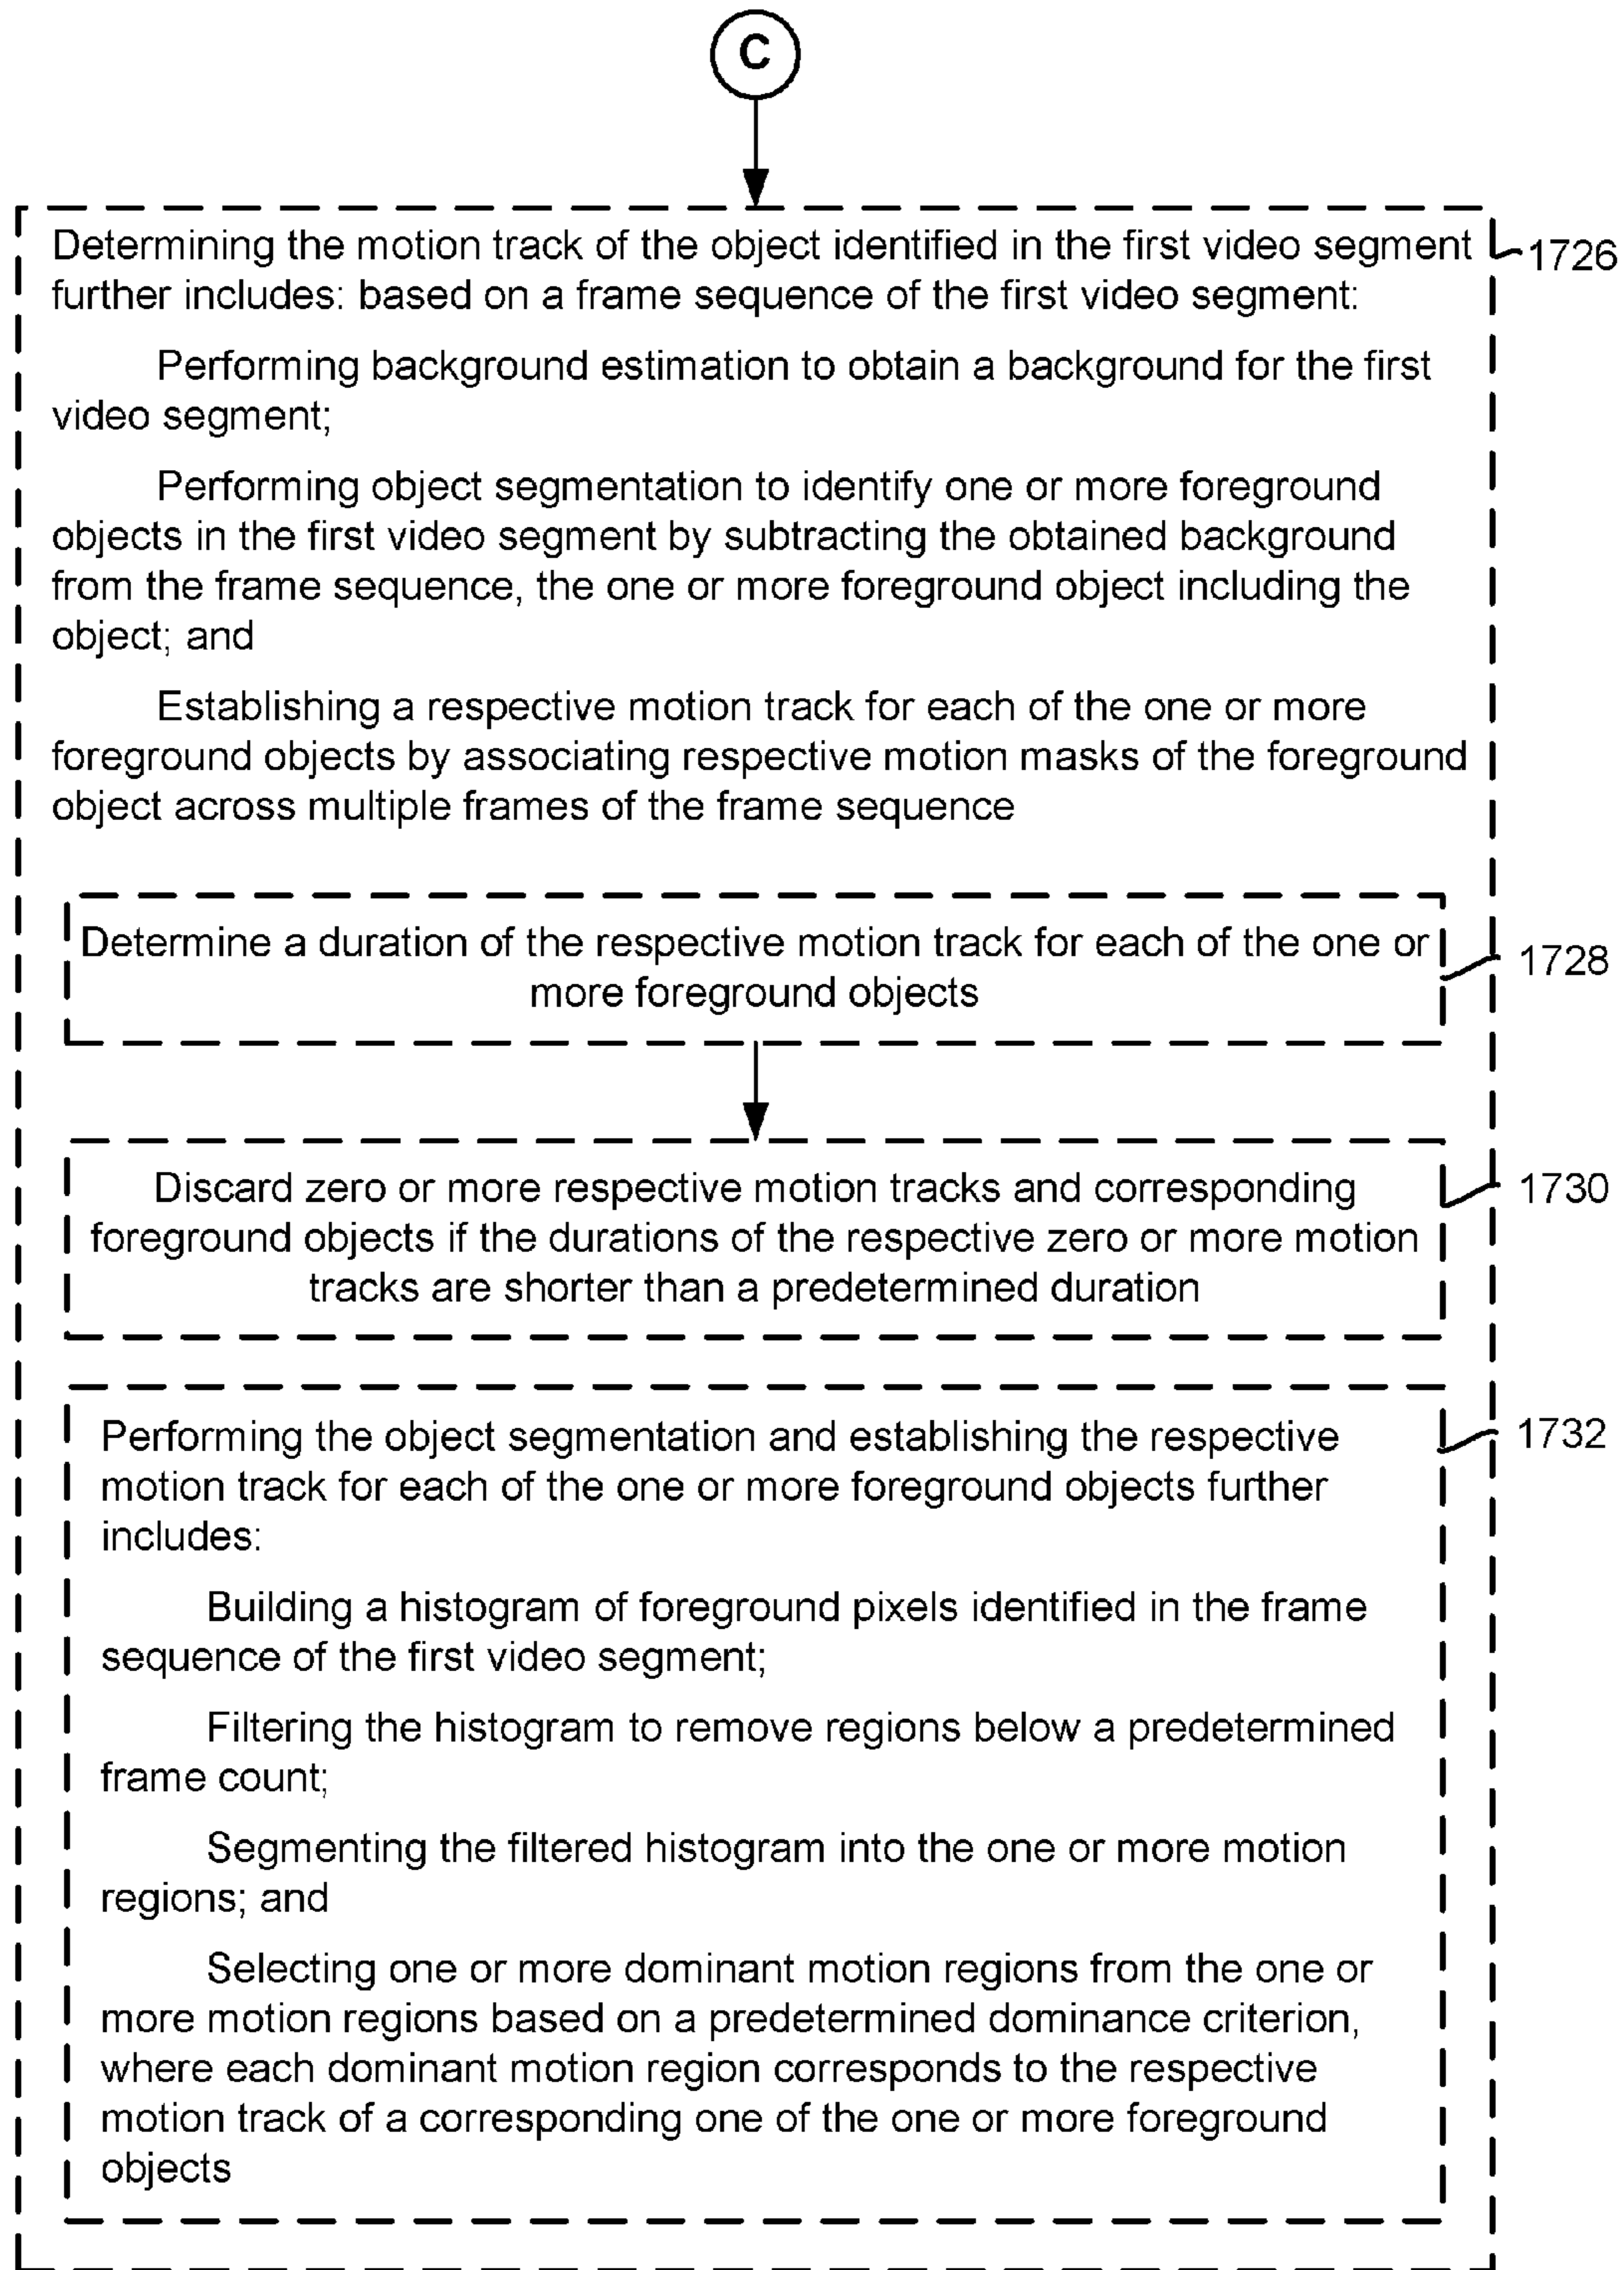 C
Determining the motion track of the object identified in the first video segment
further includes: based on a frame sequence of the first video segment:
1726
Performing background estimation to obtain a background for the first
video segment;
Performing object segmentation to identify one or more foreground
objects in the first video segment by subtracting the obtained background
from the frame sequence, the one or more foreground object including the
object; and
Establishing a respective motion track for each of the one or more
foreground objects by associating respective motion masks of the foreground
object across multiple frames of the frame sequence
Determine a duration of the respective motion track for each of the one or
more foreground objects
1728
Discard zero or more respective motion tracks and corresponding
foreground objects if the durations of the respective zero or more motion
tracks are shorter than a predetermined duration
1730
Performing the object segmentation and establishing the respective
motion track for each of the one or more foreground objects further
includes:
1732
Building a histogram of foreground pixels identified in the frame
sequence of the first video segment;
Filtering the histogram to remove regions below a predetermined
frame count;
Segmenting the filtered histogram into the one or more motion
regions; and
Selecting one or more dominant motion regions from the one or
more motion regions based on a predetermined dominance criterion,
where each dominant motion region corresponds to the respective
motion track of a corresponding one of the one or more foreground
objects